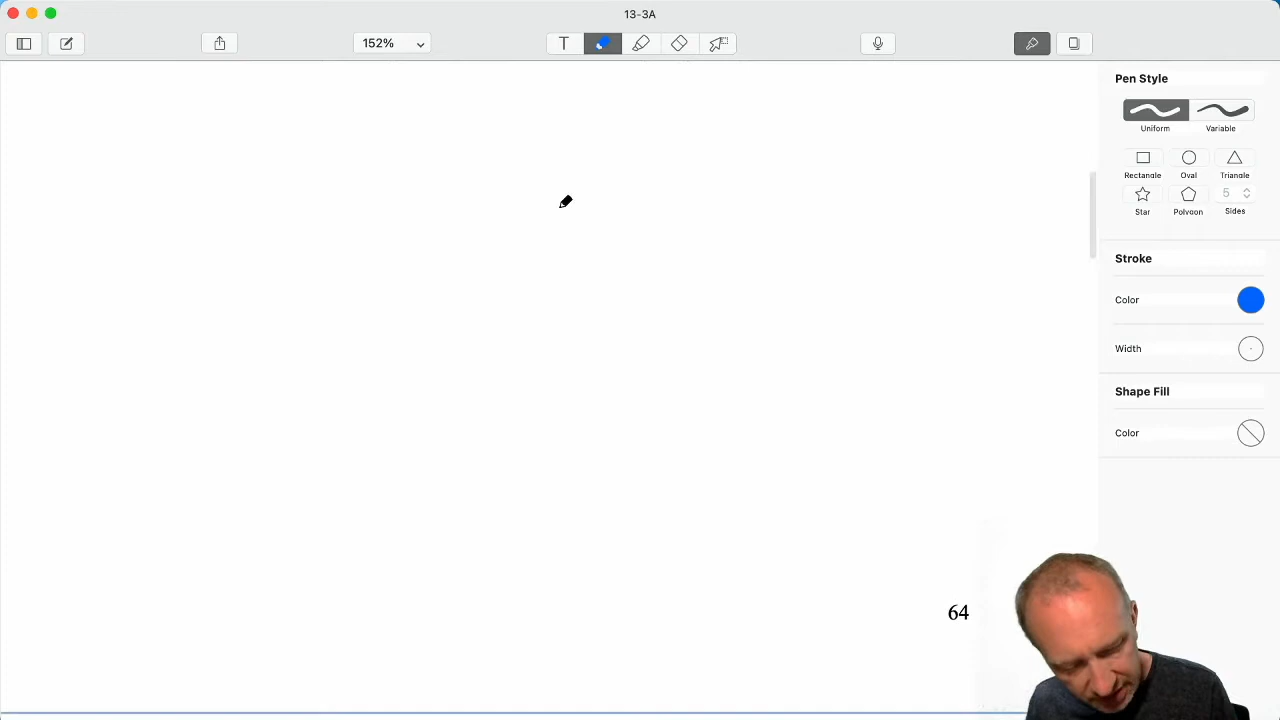 13-3A
152%
T
Pen Style
Uniform
Variable
Rectangle
Oval
Triangle
5
Star
Polygon
Sides
Stroke
Color
Width
Shape Fill
Color
64